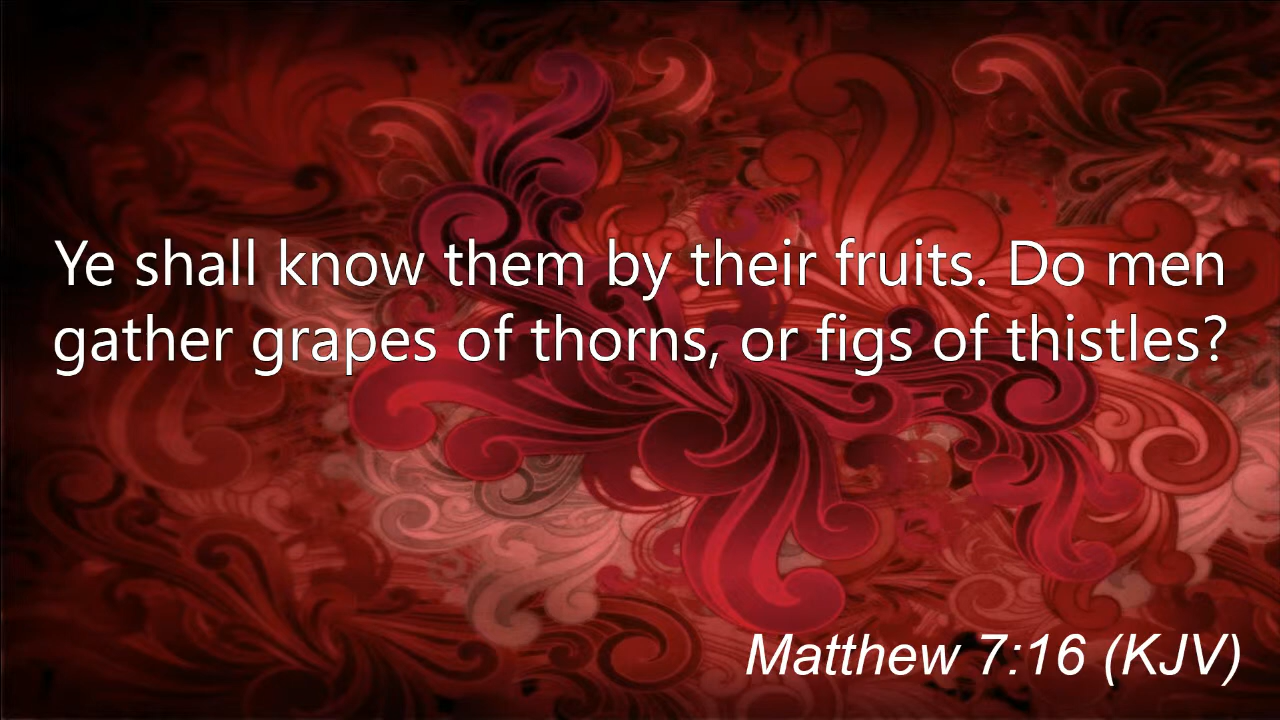 Ye shall know them by their fruits. Do men
gather grapes of thorns, or figs of thistles?
Matthew 7:16 (KJV)